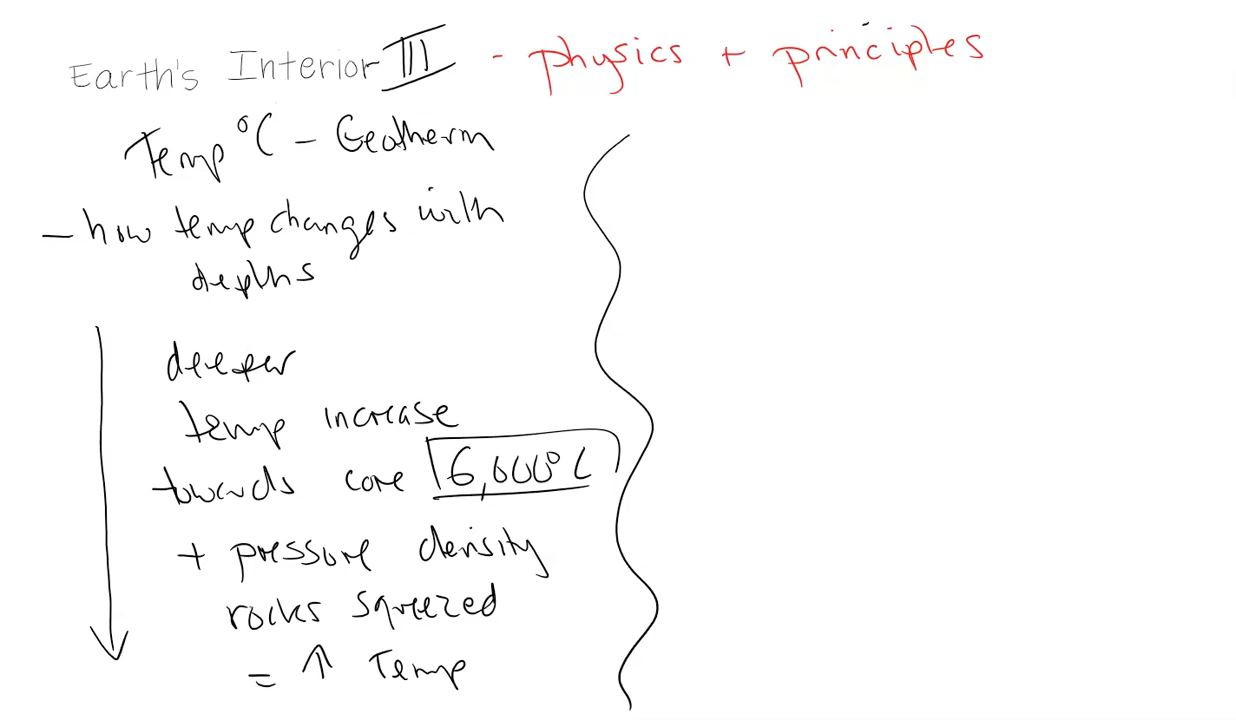 Earth's Interior III - physics + principles
Temp °C - Geotherm
- how temp changes with
depths
deeper
temp increase
towards core 6,000°C
+ pressure density
rocks squeezed
= ↑ Temp